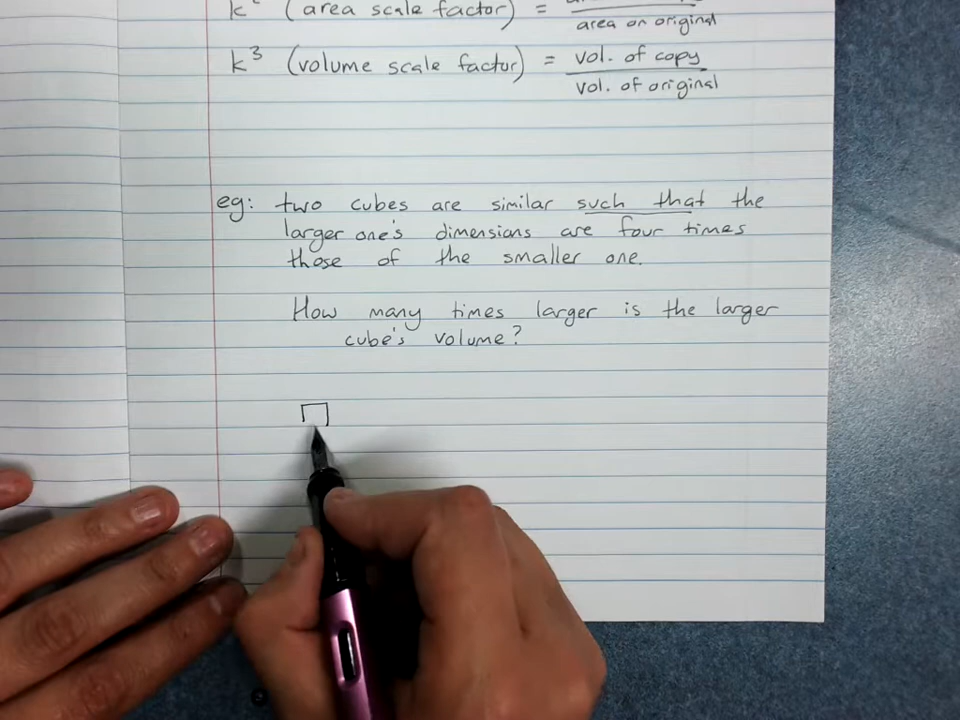 k² (area scale factor) =
area on original
k³ (volume scale factor) = vol. of copy
vol. of original
eg: two cubes are similar such that the
larger one's dimensions are four times
those of the smaller one.
How many times larger is the larger
cube's volume?